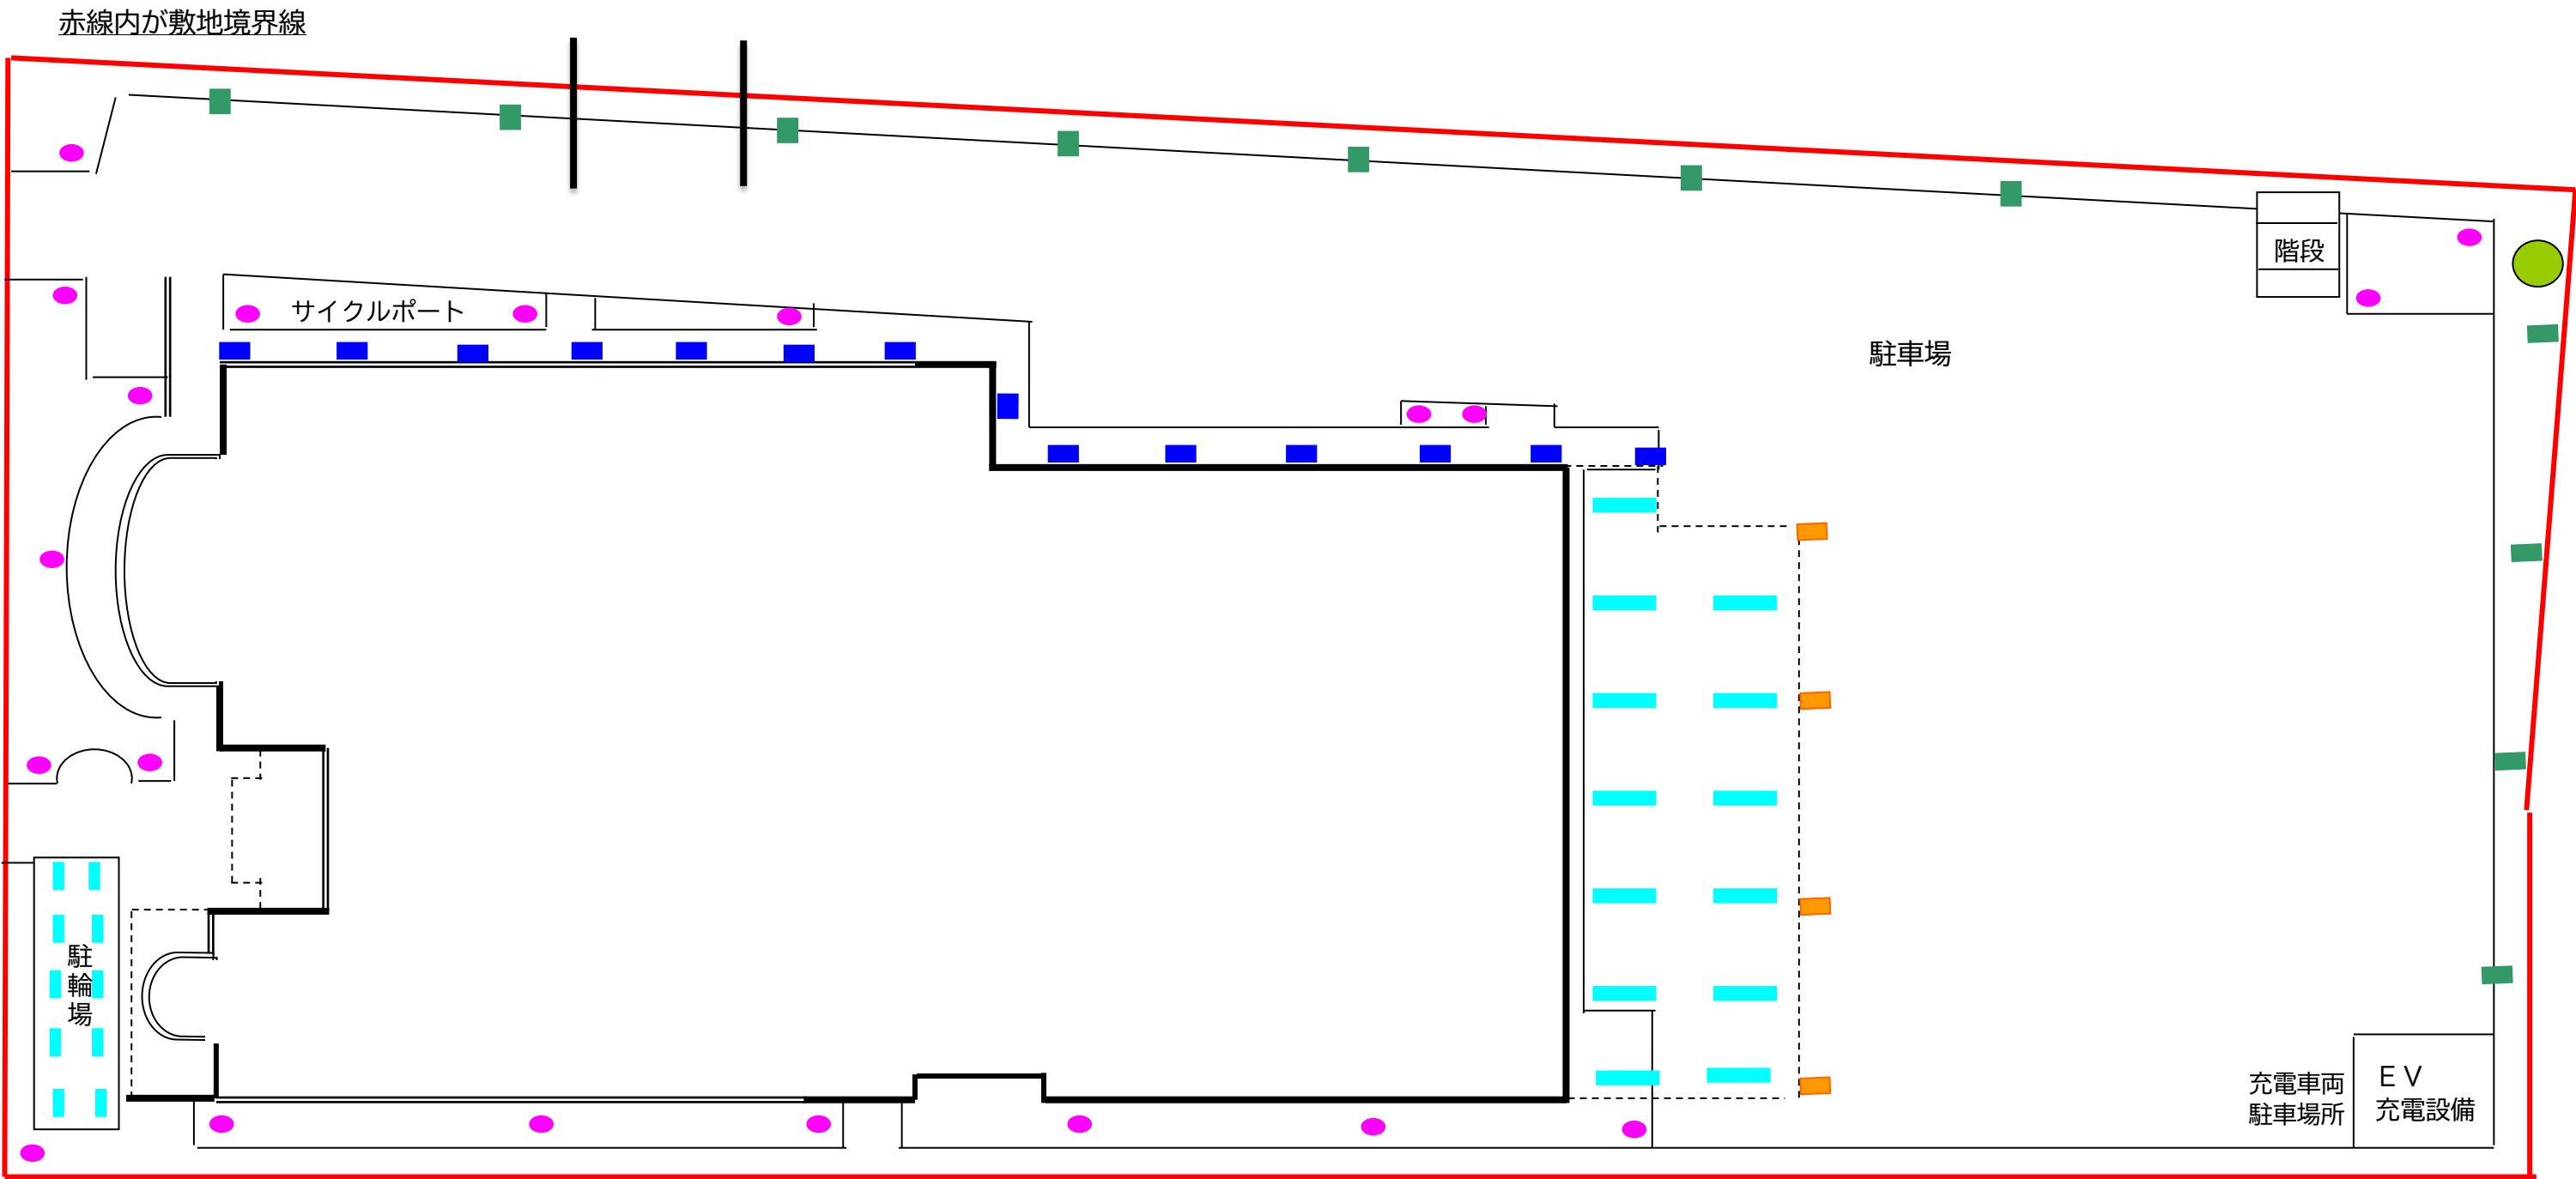 赤線内が敷地境界線
階段
サイクルポート
駐車場
駐
輪
場
充電車両
駐車場所
ＥＶ
充電設備